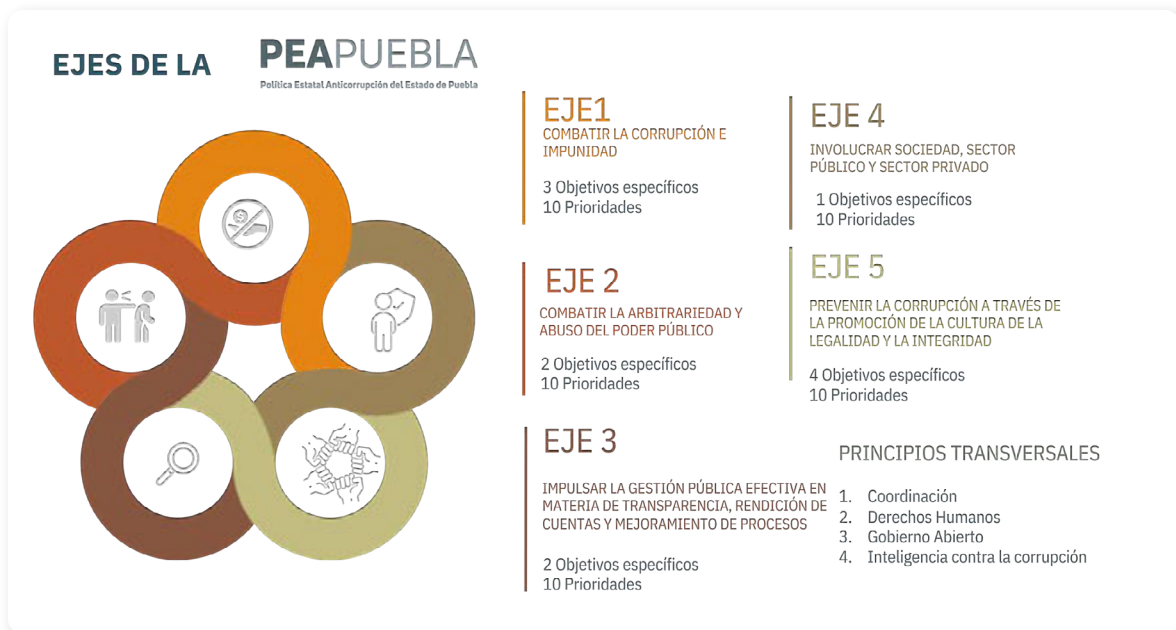 EJES DE LA
PEAPUEBLA
Política Estatal Anticorrupción del Estado de Puebla
EJE1
COMBATIR LA CORRUPCIÓN E
IMPUNIDAD
3 Objetivos específicos
10 Prioridades
EJE 2
COMBATIR LA ARBITRARIEDAD Y
ABUSO DEL PODER PÚBLICO
2 Objetivos específicos
10 Prioridades
EJE 3
IMPULSAR LA GESTIÓN PÚBLICA EFECTIVA EN
MATERIA DE TRANSPARENCIA, RENDICIÓN DE
CUENTAS Y MEJORAMIENTO DE PROCESOS
2 Objetivos específicos
10 Prioridades
EJE 4
INVOLUCRAR SOCIEDAD, SECTOR
PÚBLICO Y SECTOR PRIVADO
1 Objetivos específicos
10 Prioridades
EJE 5
PREVENIR LA CORRUPCIÓN A TRAVÉS DE
LA PROMOCIÓN DE LA CULTURA DE LA
LEGALIDAD Y LA INTEGRIDAD
4 Objetivos específicos
10 Prioridades
PRINCIPIOS TRANSVERSALES
1. Coordinación
2. Derechos Humanos
3. Gobierno Abierto
4. Inteligencia contra la corrupción